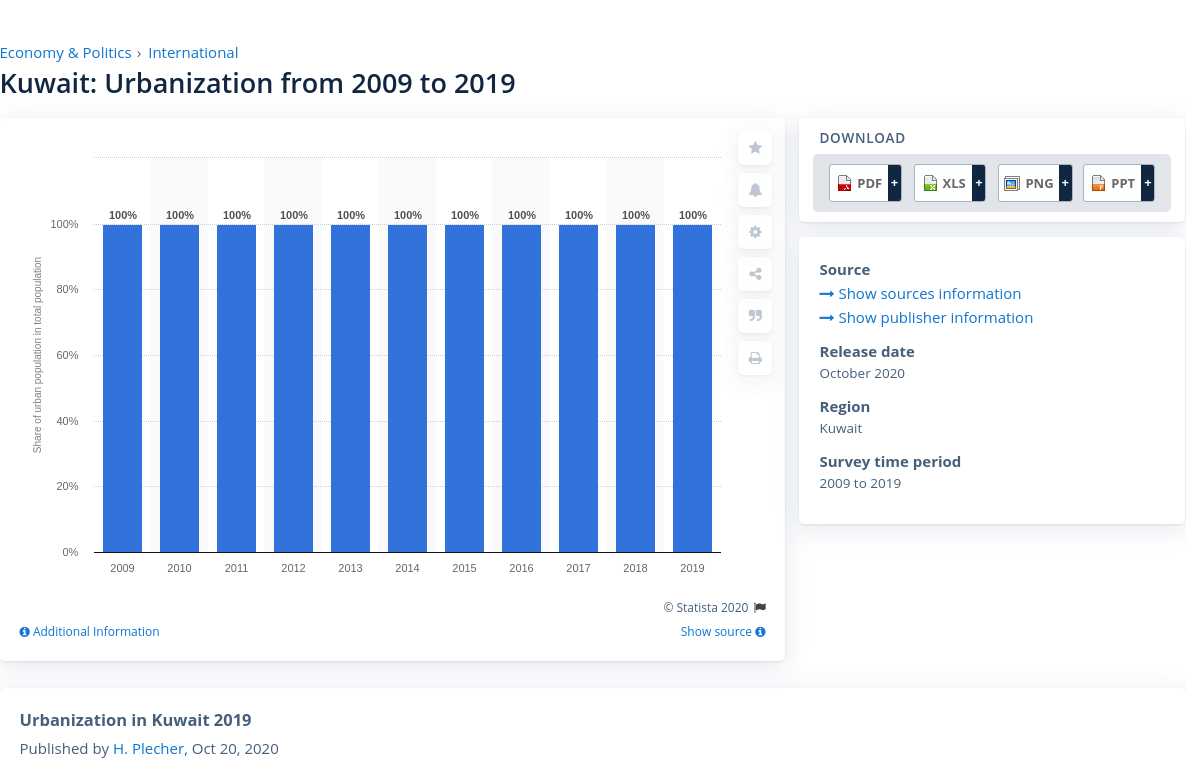 Economy & Politics › International
Kuwait: Urbanization from 2009 to 2019
Share of urban population in total population
100% 100% 100% 100% 100% 100% 100% 100% 100% 100% 100%
100%
80%
60%
40%
20%
0%
2009 2010 2011 2012 2013 2014 2015 2016 2017 2018 2019
© Statista 2020
Additional Information
Show source
DOWNLOAD
PDF + XLS + PNG + PPT +
Source
Show sources information
Show publisher information
Release date
October 2020
Region
Kuwait
Survey time period
2009 to 2019
Urbanization in Kuwait 2019
Published by H. Plecher, Oct 20, 2020